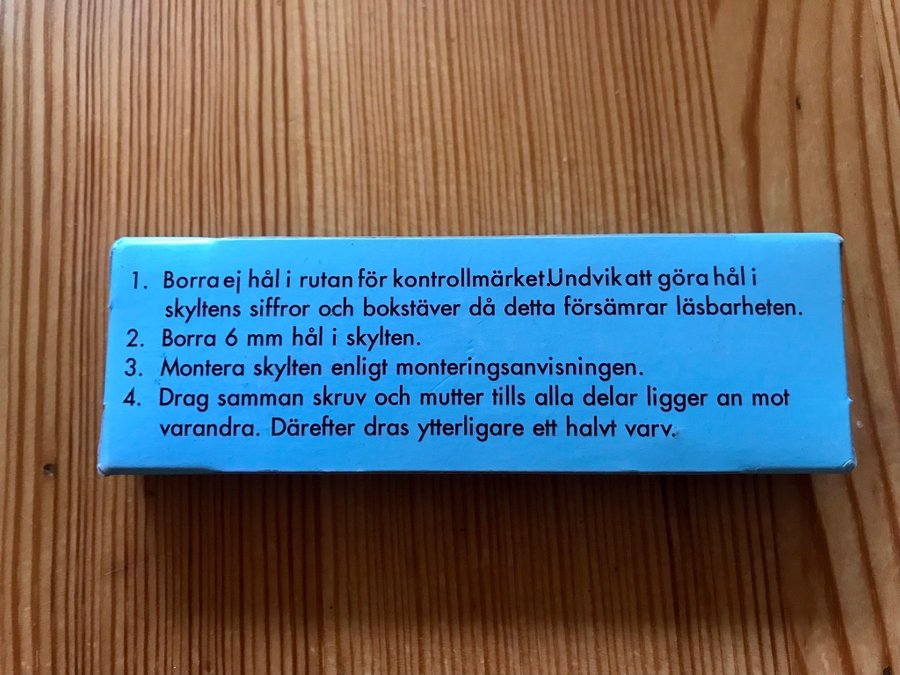 1. Borra ej hål i rutan för kontrollmärket.Undvik att göra hål i
skyltens siffror och bokstäver då detta försämrar läsbarheten.
2. Borra 6 mm hål i skylten.
3. Montera skylten enligt monteringsanvisningen.
4. Drag samman skruv och mutter tills alla delar ligger an mot
varandra. Därefter dras ytterligare ett halvt varv.